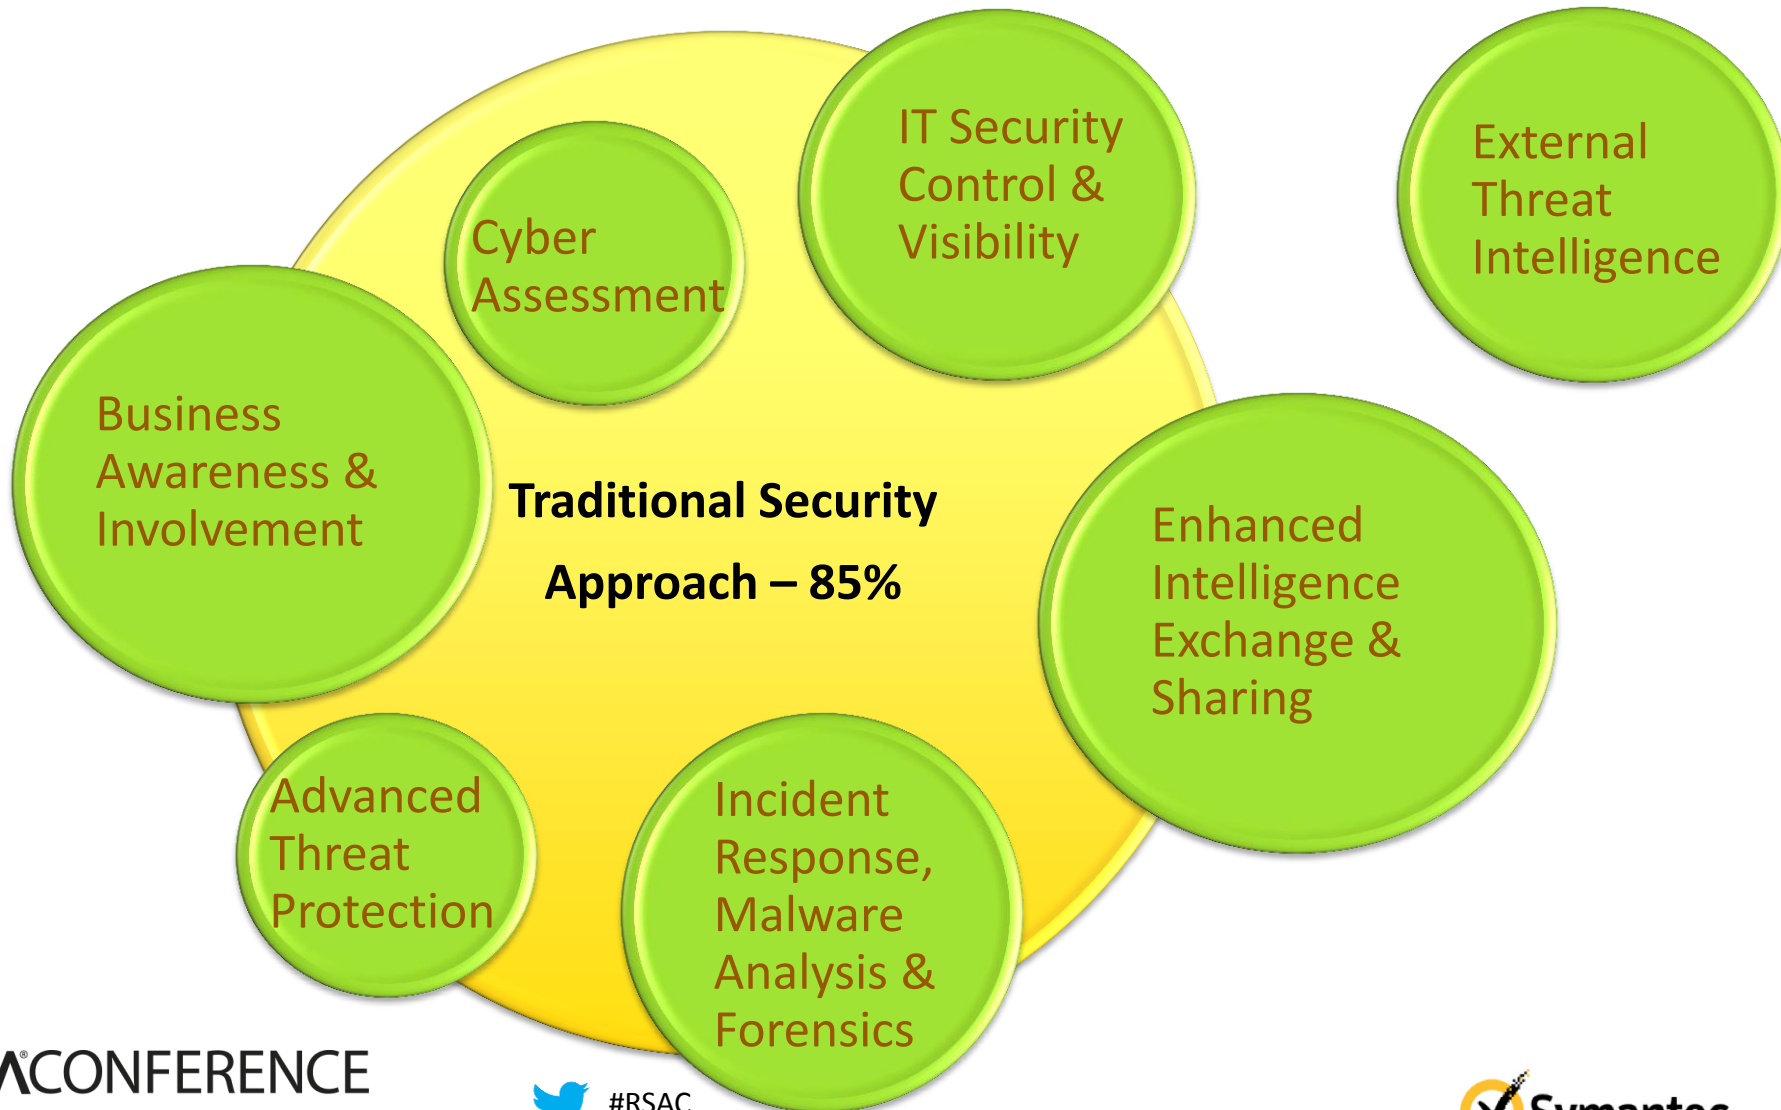 IT Security
Control &
Visibility
External
Threat
Intelligence
Cyber
Assessment
Business
Awareness &
Involvement
Traditional Security
Approach – 85%
Enhanced
Intelligence
Exchange &
Sharing
Advanced
Threat
Protection
Incident
Response,
Malware
Analysis &
Forensics
CONFERENCE
#RSAC
Symantec